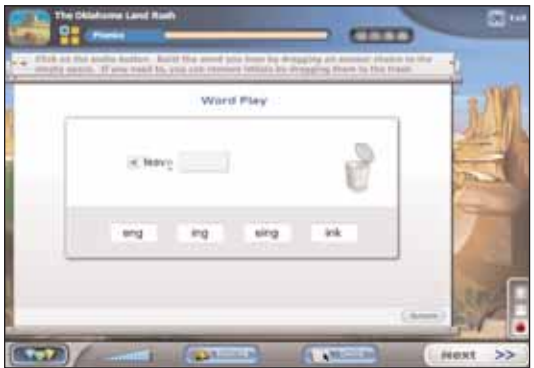 The Oklahoma Land Rush
Exit
Phonics
Click on the audio button. Build the word you hear by dragging an answer choice to the
empty space. If you need to, you can remove letters by dragging them to the trash.
Word Play
leave
eng
ing
sing
ink
Next >>